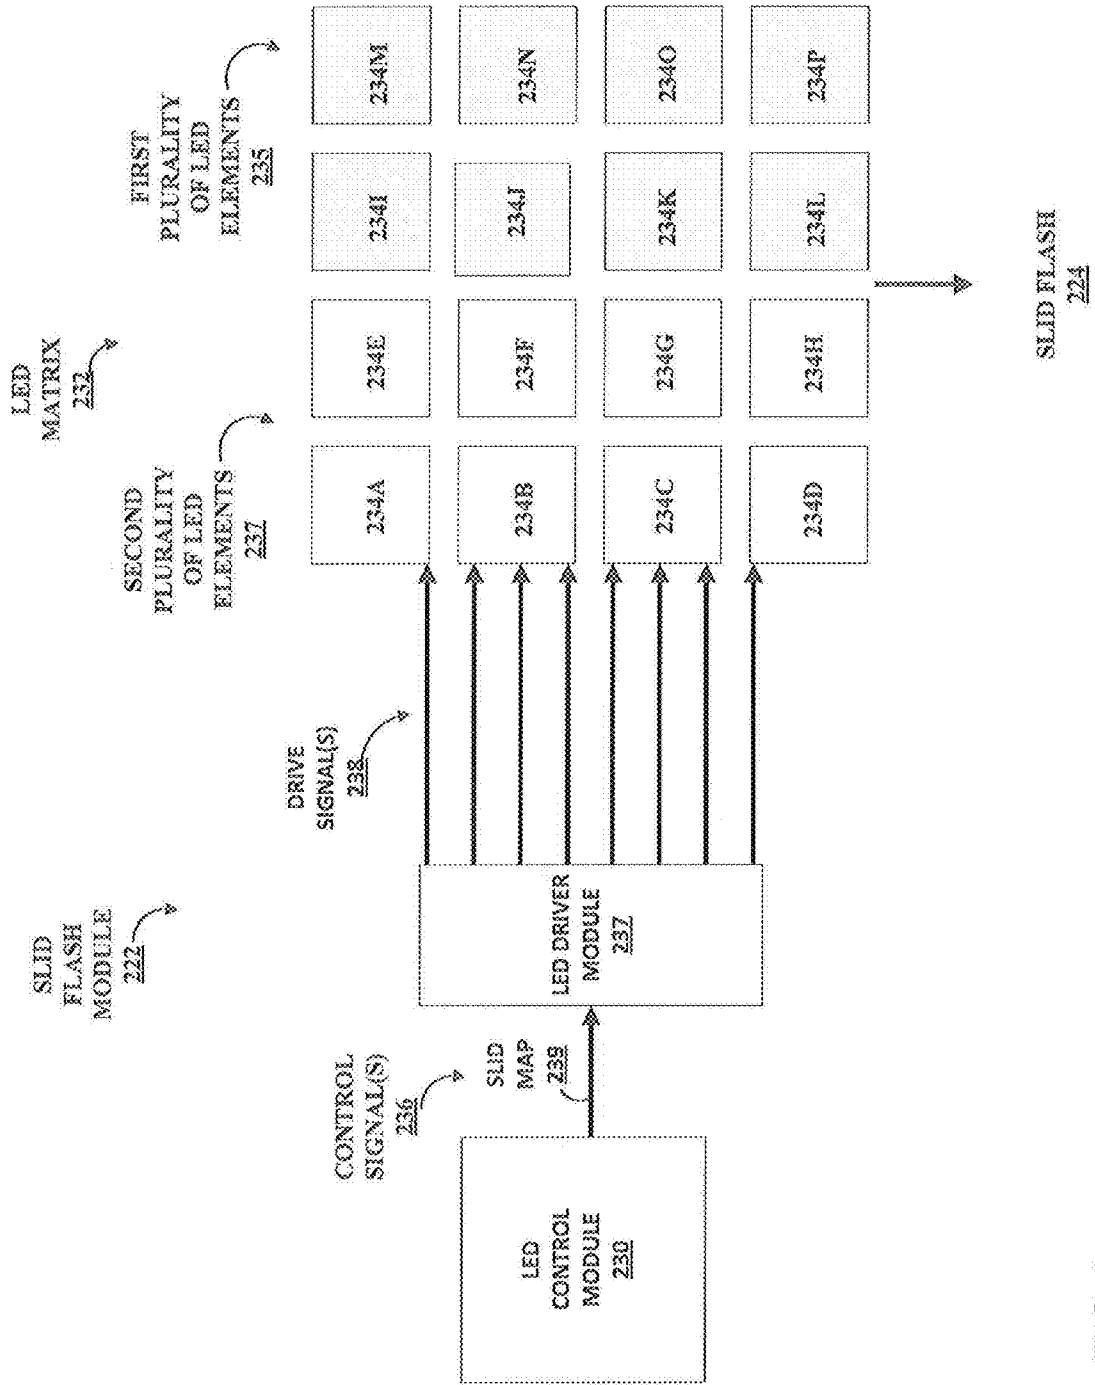 SLID
FLASH
MODULE
222
LED
MATRIX
232
CONTROL
SIGNAL(S)
236
DRIVE
SIGNAL(S)
238
SECOND
PLURALITY
OF LED
ELEMENTS
237
FIRST
PLURALITY
OF LED
ELEMENTS
235
LED
CONTROL
MODULE
230
SLID
MAP
239
LED DRIVER
MODULE
237
234A
234E
234I
234M
234B
234F
234J
234N
234C
234G
234K
234O
234D
234H
234L
234P
SLID FLASH
224